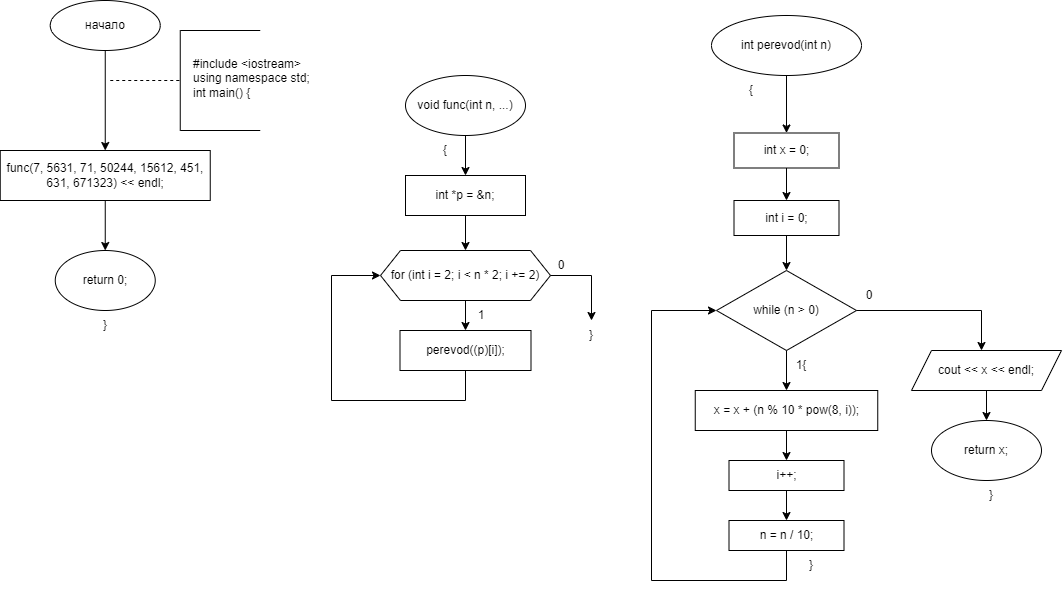 начало
#include <iostream>
using namespace std;
int main() {
func(7, 5631, 71, 50244, 15612, 451,
631, 671323) << endl;
return 0;
}
void func(int n, ...)
{
int *p = &n;
for (int i = 2; i < n * 2; i += 2)
0
1
perevod((p)[i]);
}
int perevod(int n)
{
int x = 0;
int i = 0;
while (n > 0)
0
1{
x = x + (n % 10 * pow(8, i));
i++;
n = n / 10;
}
cout << x << endl;
return x;
}